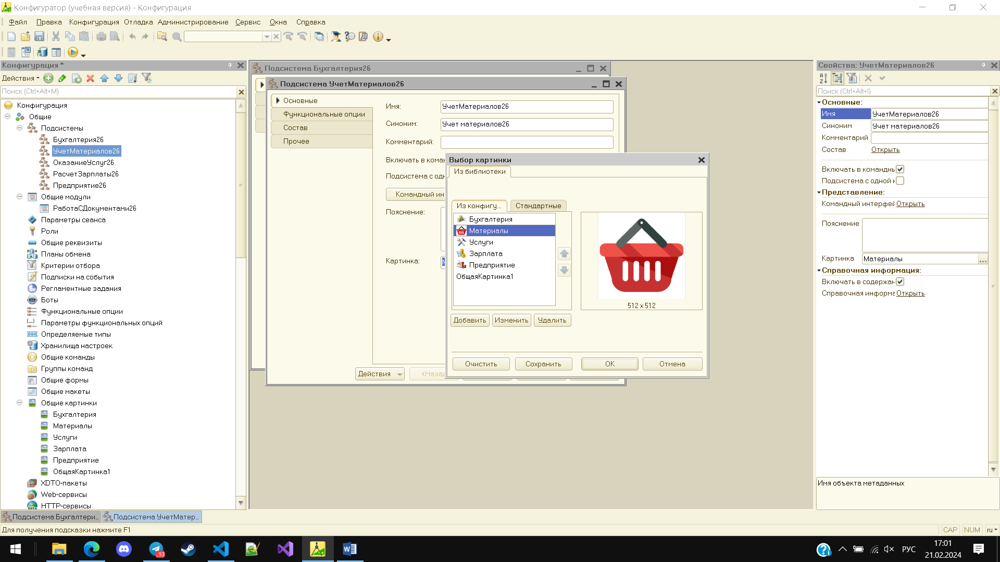 Конфигуратор (учебная версия) - Конфигурация
Файл Правка Конфигурация Отладка Администрирование Сервис Окна Справка
Конфигурация *
Действия
Поиск (Ctrl+Alt+M)
Конфигурация
Общие
Подсистемы
Бухгалтерия26
УчетМатериалов26
ОказаниеУслуг26
РасчетЗарплаты26
Предприятие26
Общие модули
РаботаСДокументами26
Параметры сеанса
Роли
Общие реквизиты
Планы обмена
Критерии отбора
Подписки на события
Регламентные задания
Боты
Функциональные опции
Параметры функциональных опций
Определяемые типы
Хранилища настроек
Общие команды
Группы команд
Общие формы
Общие макеты
Общие картинки
Бухгалтерия
Материалы
Услуги
Зарплата
Предприятие
ОбщаяКартинка1
XDTO-пакеты
Web-сервисы
HTTP-сервисы
Подсистема Бухгалтерия26
Подсистема УчетМатериалов26
Основные
Функциональные опции
Состав
Прочее
Имя: УчетМатериалов26
Синоним: Учет материалов26
Комментарий:
Включать в коман
Подсистема с одн
Командный ин
Пояснение:
Картинка:
Действия
<Назад
Выбор картинки
Из библиотеки
Из конфигу... Стандартные
Бухгалтерия
Материалы
Услуги
Зарплата
Предприятие
ОбщаяКартинка1
512 x 512
Добавить Изменить Удалить
Очистить Сохранить ОК Отмена
Свойства: УчетМатериалов26
Поиск (Ctrl+Alt+I)
Основные:
Имя УчетМатериалов26
Синоним Учет материалов26
Комментарий
Состав Открыть
Включать в командны
Подсистема с одной к
Представление:
Командный интерфей Открыть
Пояснение
Картинка Материалы ...
Справочная информация:
Включать в содержан
Справочная информа Открыть
Имя объекта метаданных
Подсистема Бухгалтери... Подсистема УчетМатер...
Для получения подсказки нажмите F1
CAP NUM ru
93
РУС
17:01
21.02.2024